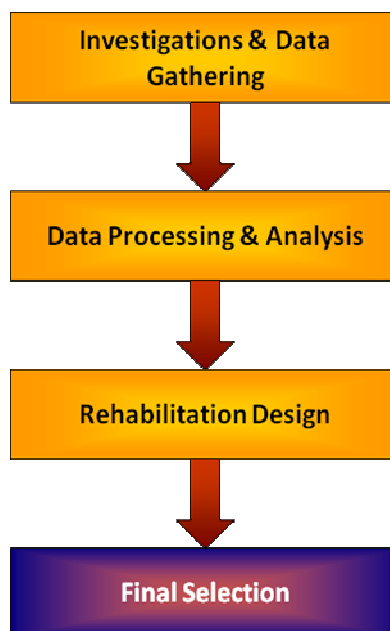 Investigations & Data
Gathering
Data Processing & Analysis
Rehabilitation Design
Final Selection